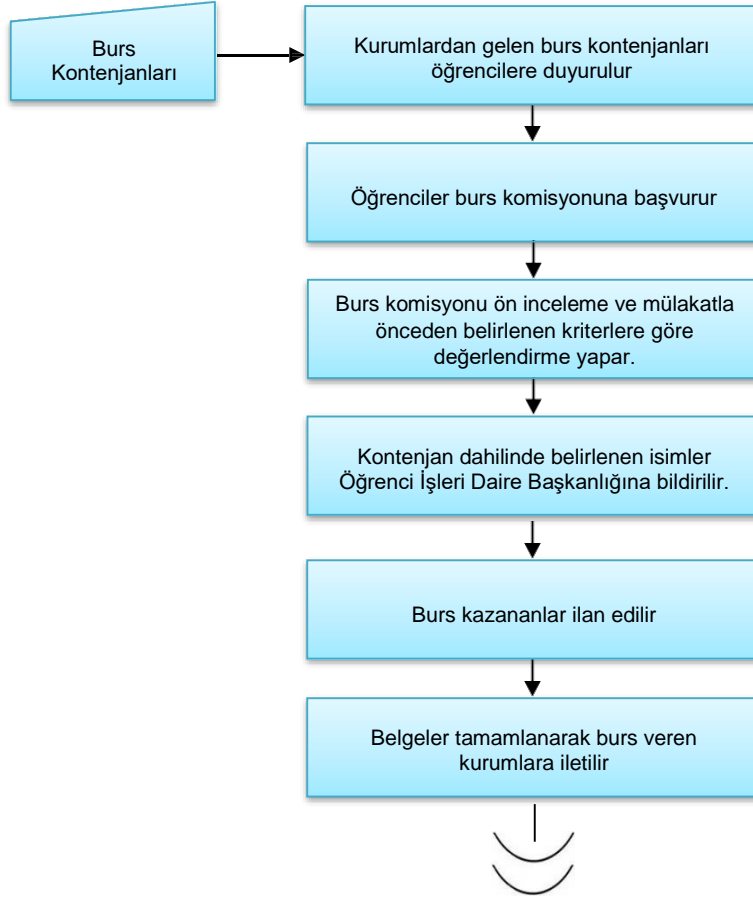 Burs
Kontenjanları
Kurumlardan gelen burs kontenjanları
öğrencilere duyurulur
Öğrenciler burs komisyonuna başvurur
Burs komisyonu ön inceleme ve mülakatla
önceden belirlenen kriterlere göre
değerlendirme yapar.
Kontenjan dahilinde belirlenen isimler
Öğrenci İşleri Daire Başkanlığına bildirilir.
Burs kazananlar ilan edilir
Belgeler tamamlanarak burs veren
kurumlara iletilir